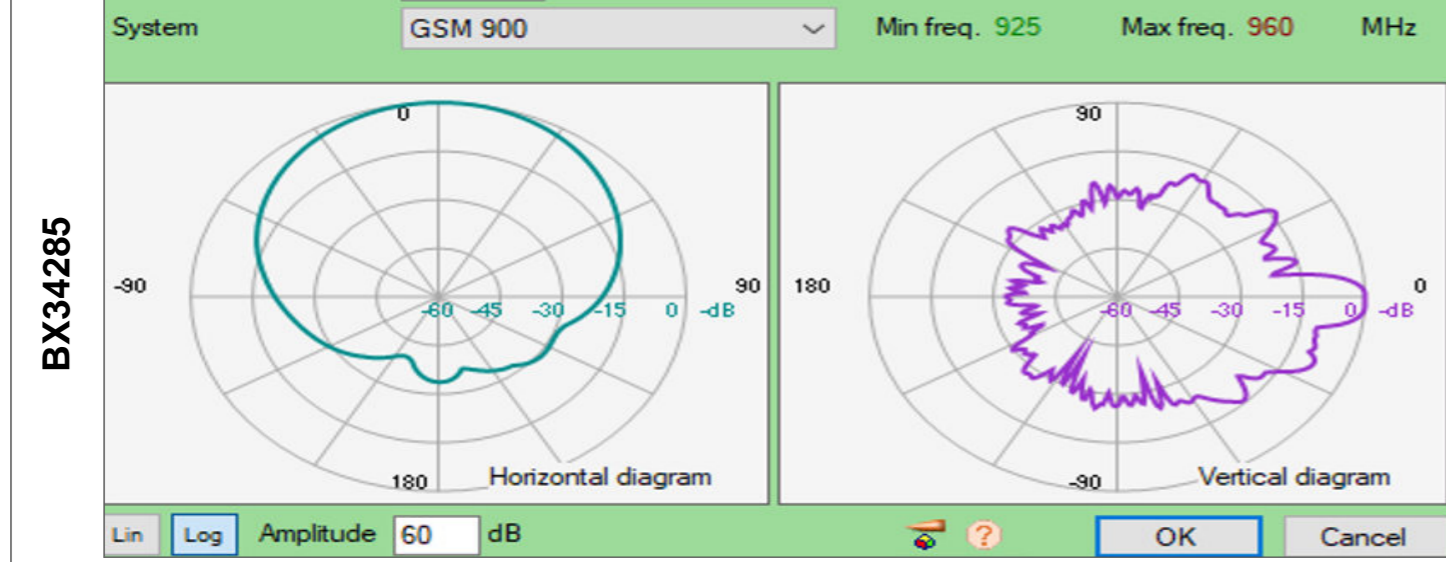 BX34285
System GSM 900 Min freq. 925 Max freq. 960 MHz
0
-90 90
-60 -45 -30 -15 0 -dB
180
Horizontal diagram
90
180 0
-60 -45 -30 -15 0 -dB
-90
Vertical diagram
Lin Log Amplitude 60 dB ? OK Cancel